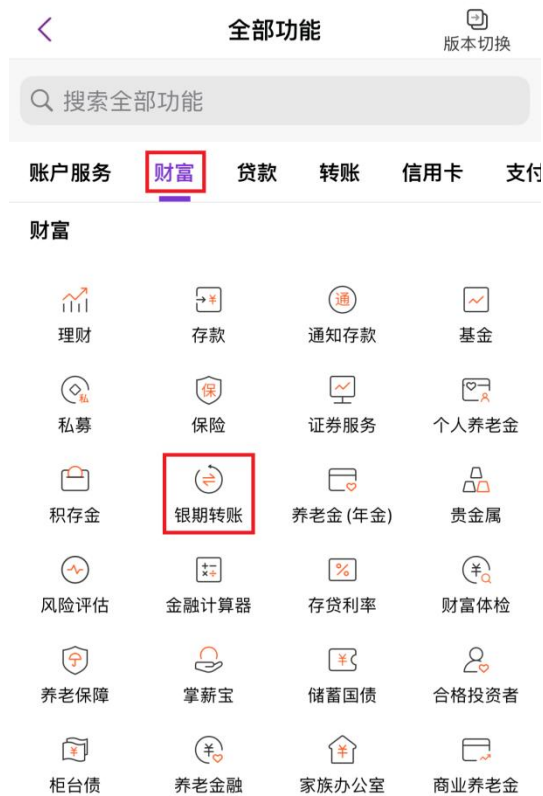 全部功能
版本切换
搜索全部功能
账户服务 财富 贷款 转账 信用卡 支付
财富
理财 存款 通知存款 基金
私募 保险 证券服务 个人养老金
积存金 银期转账 养老金(年金) 贵金属
风险评估 金融计算器 存贷利率 财富体检
养老保障 掌薪宝 储蓄国债 合格投资者
柜台债 养老金融 家族办公室 商业养老金